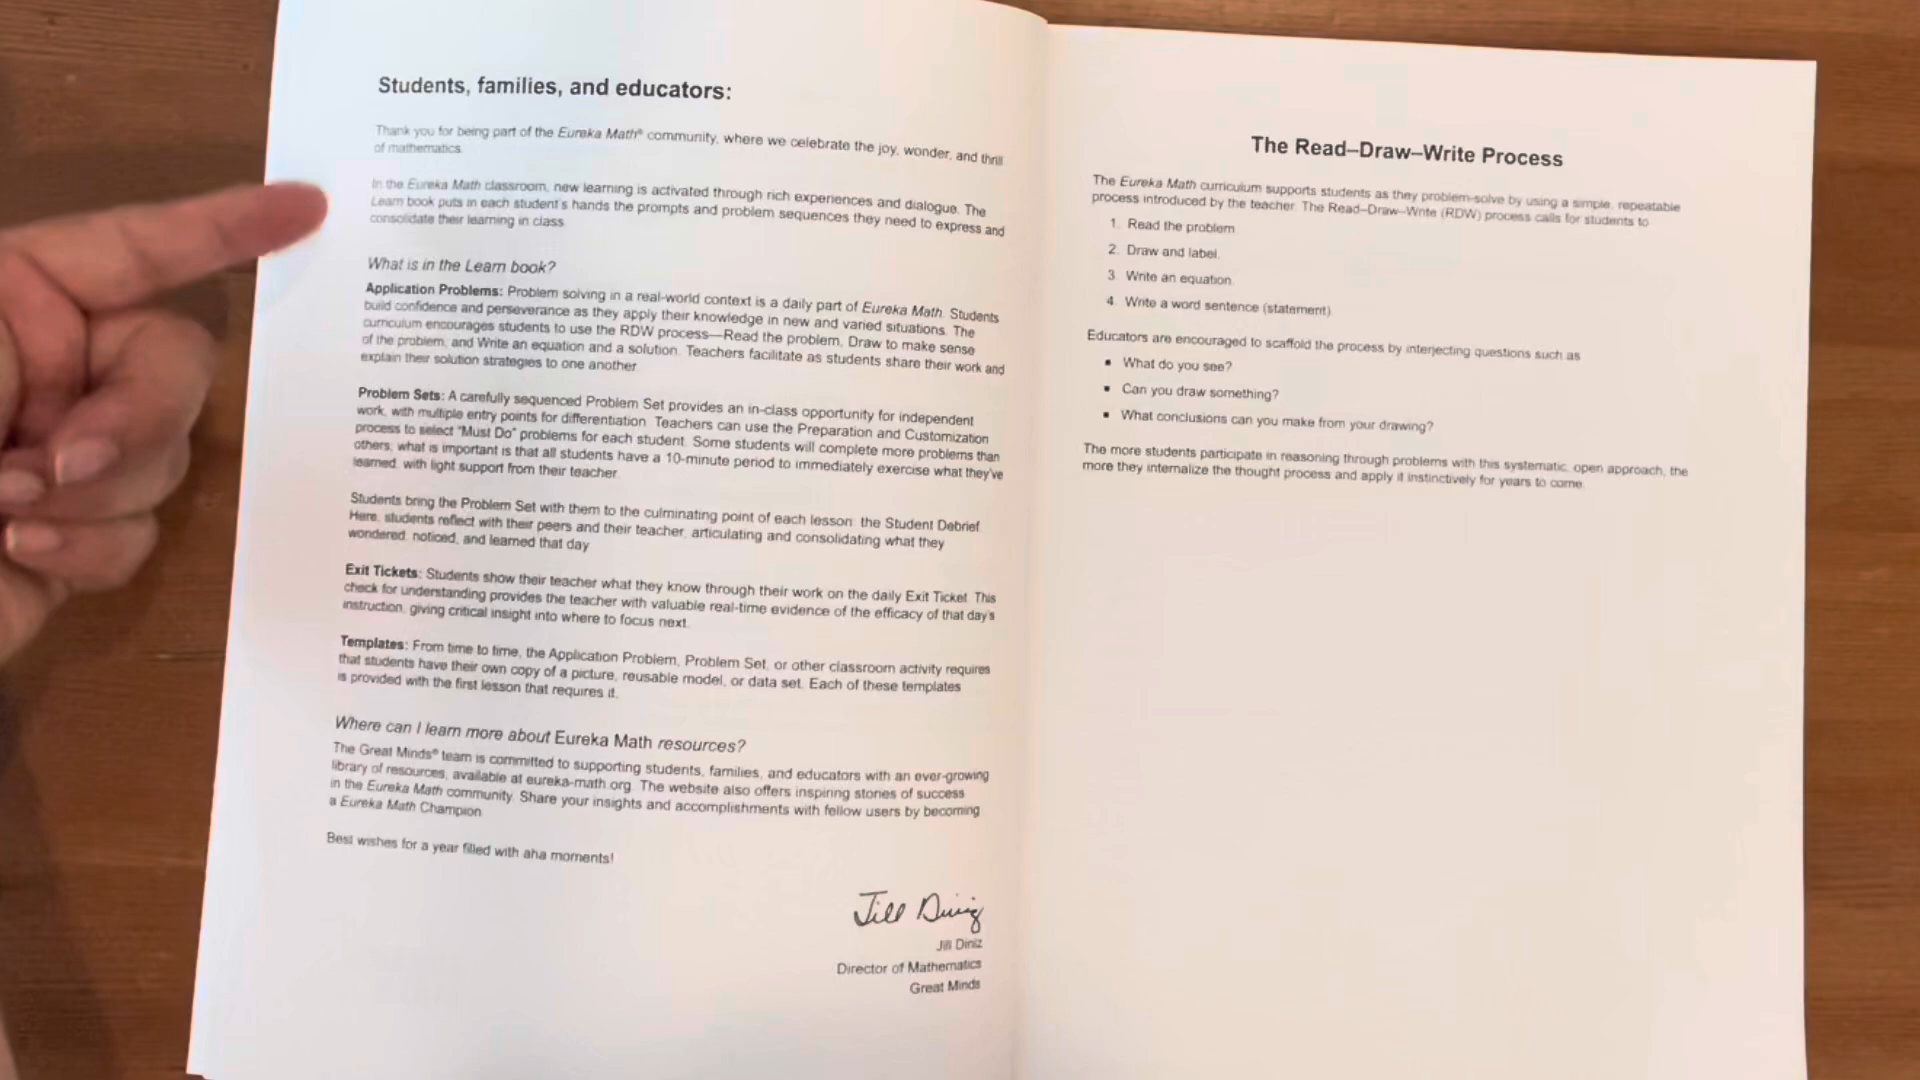 Students, families, and educators:
Thank you for being part of the Eureka Math® community, where we celebrate the joy, wonder, and thrill
of mathematics.
In the Eureka Math classroom, new learning is activated through rich experiences and dialogue. The
Learn book puts in each student's hands the prompts and problem sequences they need to express and
consolidate their learning in class.
What is in the Learn book?
Application Problems: Problem solving in a real-world context is a daily part of Eureka Math. Students
build confidence and perseverance as they apply their knowledge in new and varied situations. The
curriculum encourages students to use the RDW process—Read the problem, Draw to make sense
of the problem, and Write an equation and a solution. Teachers facilitate as students share their work and
explain their solution strategies to one another.
Problem Sets: A carefully sequenced Problem Set provides an in-class opportunity for independent
work, with multiple entry points for differentiation. Teachers can use the Preparation and Customization
process to select "Must Do" problems for each student. Some students will complete more problems than
others; what is important is that all students have a 10-minute period to immediately exercise what they've
learned, with light support from their teacher.
Students bring the Problem Set with them to the culminating point of each lesson: the Student Debrief.
Here, students reflect with their peers and their teacher, articulating and consolidating what they
wondered, noticed, and learned that day.
Exit Tickets: Students show their teacher what they know through their work on the daily Exit Ticket. This
check for understanding provides the teacher with valuable real-time evidence of the efficacy of that day's
instruction, giving critical insight into where to focus next.
Templates: From time to time, the Application Problem, Problem Set, or other classroom activity requires
that students have their own copy of a picture, reusable model, or data set. Each of these templates
is provided with the first lesson that requires it.
Where can I learn more about Eureka Math resources?
The Great Minds® team is committed to supporting students, families, and educators with an ever-growing
library of resources, available at eureka-math.org. The website also offers inspiring stories of success
in the Eureka Math community. Share your insights and accomplishments with fellow users by becoming
a Eureka Math Champion.
Best wishes for a year filled with aha moments!
Jill Diniz
Jill Diniz
Director of Mathematics
Great Minds
The Read–Draw–Write Process
The Eureka Math curriculum supports students as they problem-solve by using a simple, repeatable
process introduced by the teacher. The Read–Draw–Write (RDW) process calls for students to
1. Read the problem.
2. Draw and label.
3. Write an equation.
4. Write a word sentence (statement).
Educators are encouraged to scaffold the process by interjecting questions such as
▪ What do you see?
▪ Can you draw something?
▪ What conclusions can you make from your drawing?
The more students participate in reasoning through problems with this systematic, open approach, the
more they internalize the thought process and apply it instinctively for years to come.